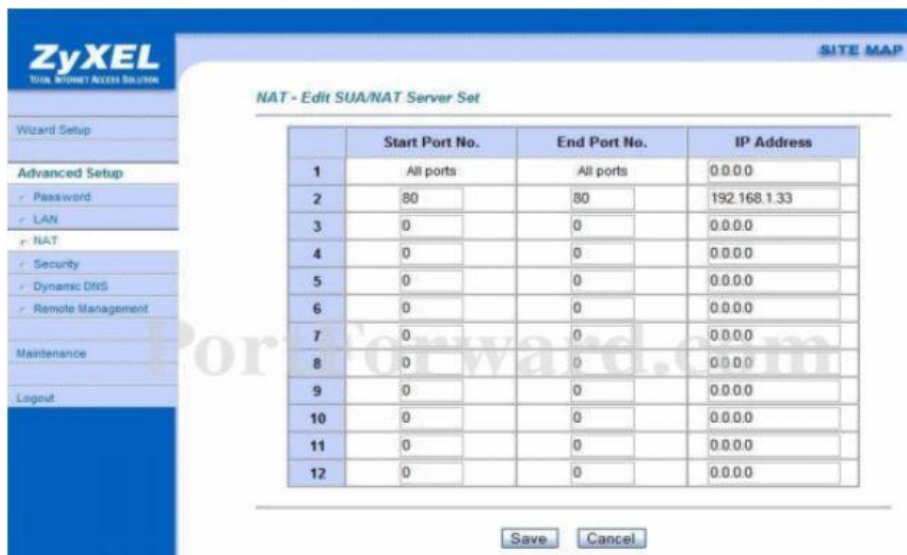 ZyXEL
TOTAL INTERNET ACCESS SOLUTION
SITE MAP
Wizard Setup
Advanced Setup
Password
LAN
NAT
Security
Dynamic DNS
Remote Management
Maintenance
Logout
NAT - Edit SUA/NAT Server Set
Start Port No. End Port No. IP Address
1 All ports All ports 0.0.0.0
2 80 80 192.168.1.33
3 0 0 0.0.0.0
4 0 0 0.0.0.0
5 0 0 0.0.0.0
6 0 0 0.0.0.0
7 0 0 0.0.0.0
8 0 0 0.0.0.0
9 0 0 0.0.0.0
10 0 0 0.0.0.0
11 0 0 0.0.0.0
12 0 0 0.0.0.0
PortForward.com
Save Cancel